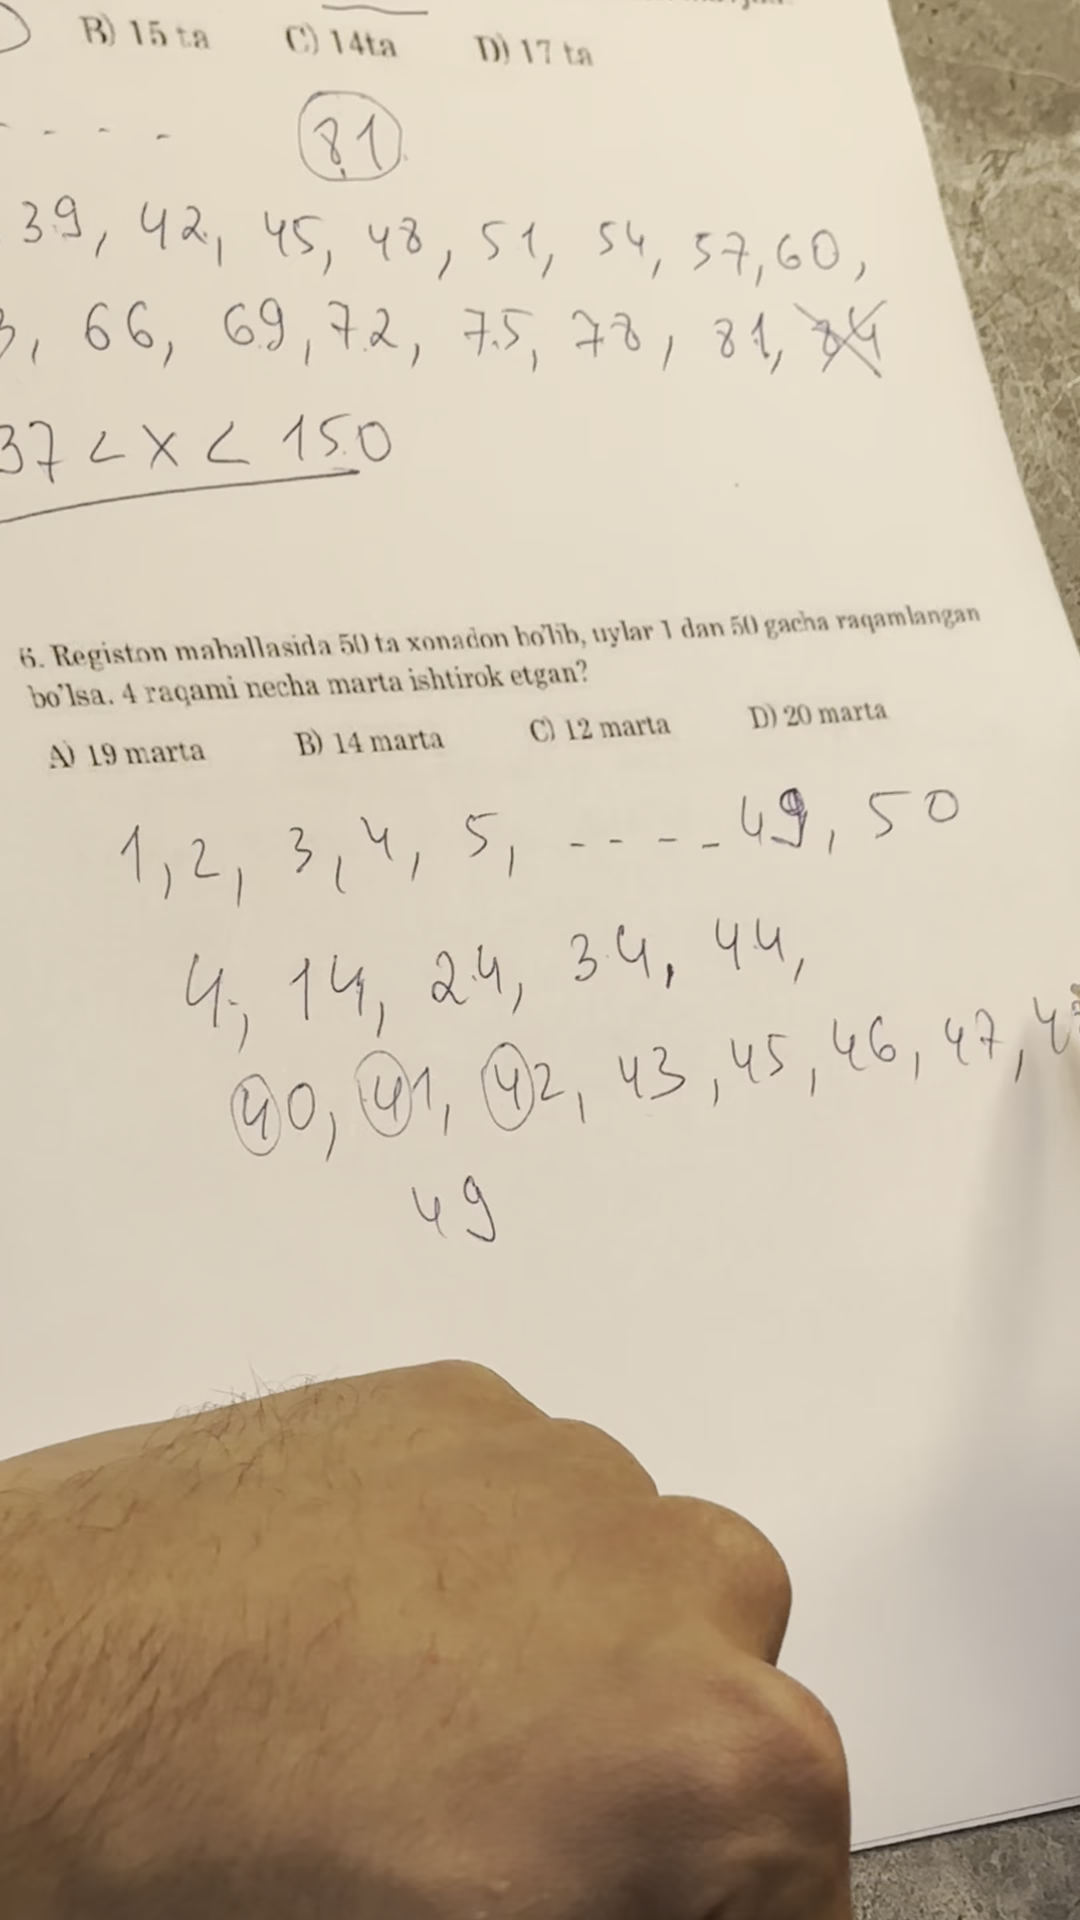 B) 15 ta C) 14ta D) 17 ta
81
39, 42, 45, 48, 51, 54, 57, 60,
3, 66, 69, 72, 75, 78, 81, 84
37 < x < 150
6. Registon mahallasida 50 ta xonadon bo'lib, uylar 1 dan 50 gacha raqamlangan
bo'lsa. 4 raqami necha marta ishtirok etgan?
A) 19 marta B) 14 marta C) 12 marta D) 20 marta
1, 2, 3, 4, 5, ---- 49, 50
4, 14, 24, 34, 44,
40, 41, 42, 43, 45, 46, 47, 4
49